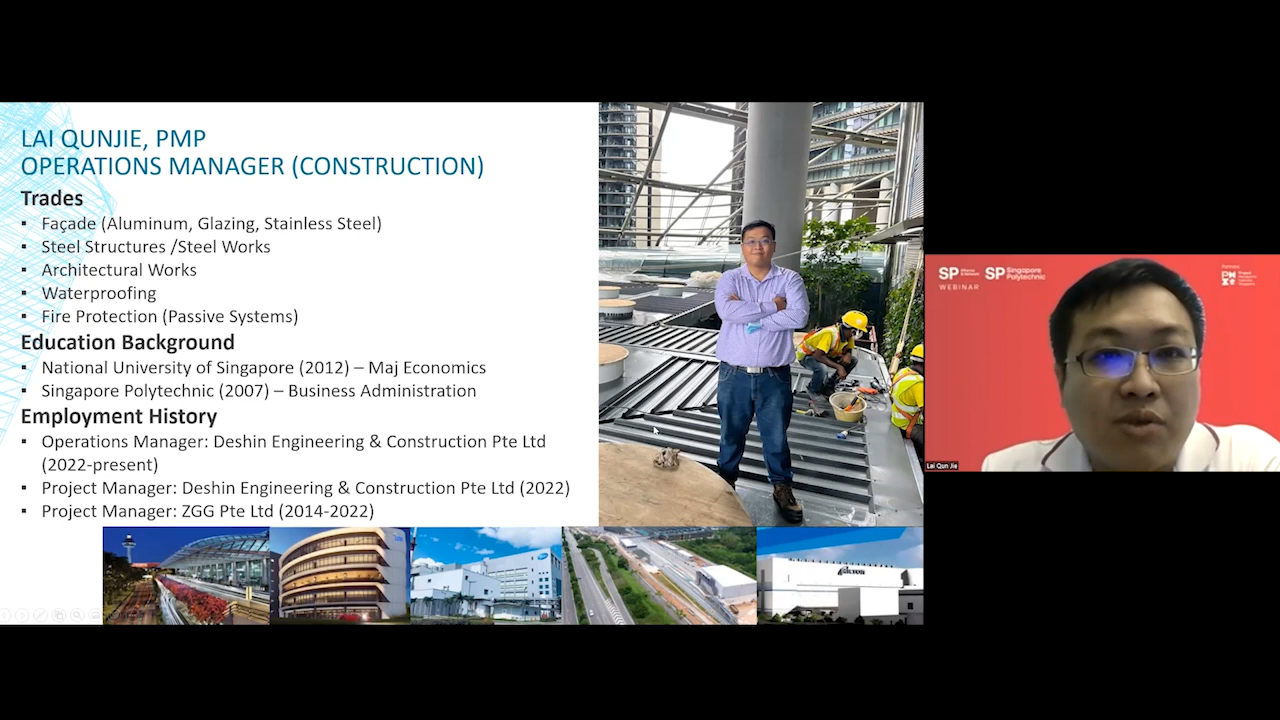 LAI QUNJIE, PMP
OPERATIONS MANAGER (CONSTRUCTION)
Trades
▪ Façade (Aluminum, Glazing, Stainless Steel)
▪ Steel Structures /Steel Works
▪ Architectural Works
▪ Waterproofing
▪ Fire Protection (Passive Systems)
Education Background
▪ National University of Singapore (2012) – Maj Economics
▪ Singapore Polytechnic (2007) – Business Administration
Employment History
▪ Operations Manager: Deshin Engineering & Construction Pte Ltd
(2022-present)
▪ Project Manager: Deshin Engineering & Construction Pte Ltd (2022)
▪ Project Manager: ZGG Pte Ltd (2014-2022)
Micron
SP
SP Singapore
Polytechnic
WEBINAR
Lai Qun Jie